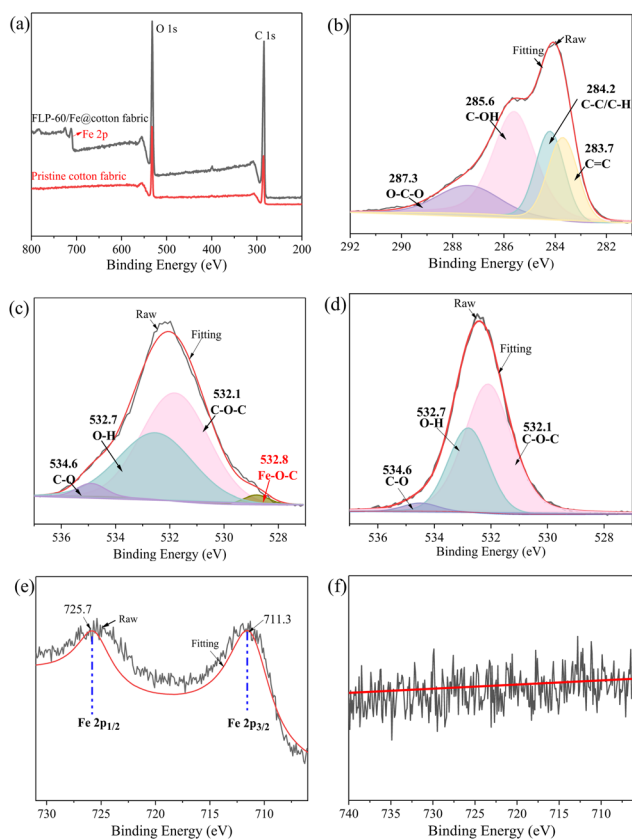 (a)
O 1s
C 1s
FLP-60/Fe@cotton fabric
Fe 2p
Pristine cotton fabric
800 700 600 500 400 300 200
Binding Energy (eV)
(b)
Raw
Fitting
285.6
C-OH
284.2
C-C/C-H
283.7
C=C
287.3
O-C-O
292 290 288 286 284 282
Binding Energy (eV)
(c)
Raw
Fitting
532.7
O-H
532.1
C-O-C
534.6
C-O
532.8
Fe-O-C
536 534 532 530 528
Binding Energy (eV)
(d)
Raw
Fitting
532.7
O-H
532.1
C-O-C
534.6
C-O
536 534 532 530 528
Binding Energy (eV)
(e)
725.7
Raw
Fitting
711.3
Fe 2p1/2
Fe 2p3/2
730 725 720 715 710
Binding Energy (eV)
(f)
740 735 730 725 720 715 710
Binding Energy (eV)